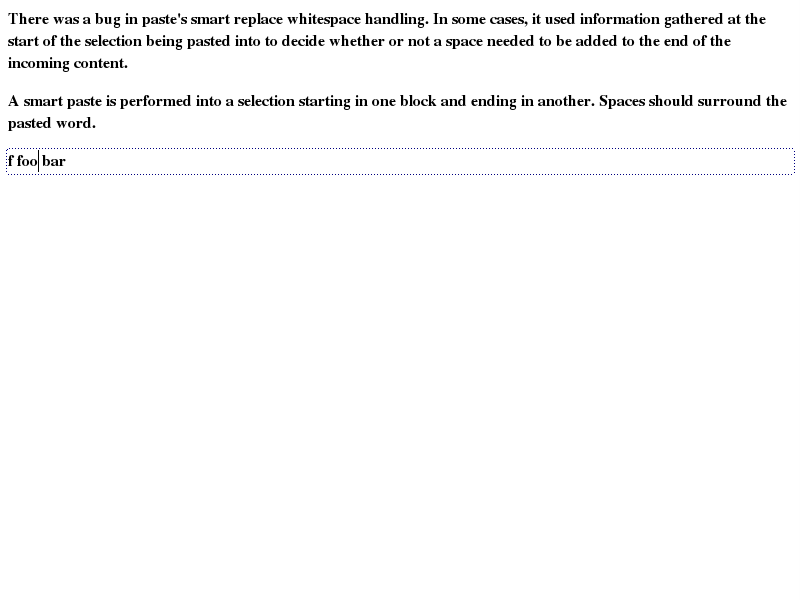 There was a bug in paste's smart replace whitespace handling. In some cases, it used information gathered at the
start of the selection being pasted into to decide whether or not a space needed to be added to the end of the
incoming content.
A smart paste is performed into a selection starting in one block and ending in another. Spaces should surround the
pasted word.
f foo bar